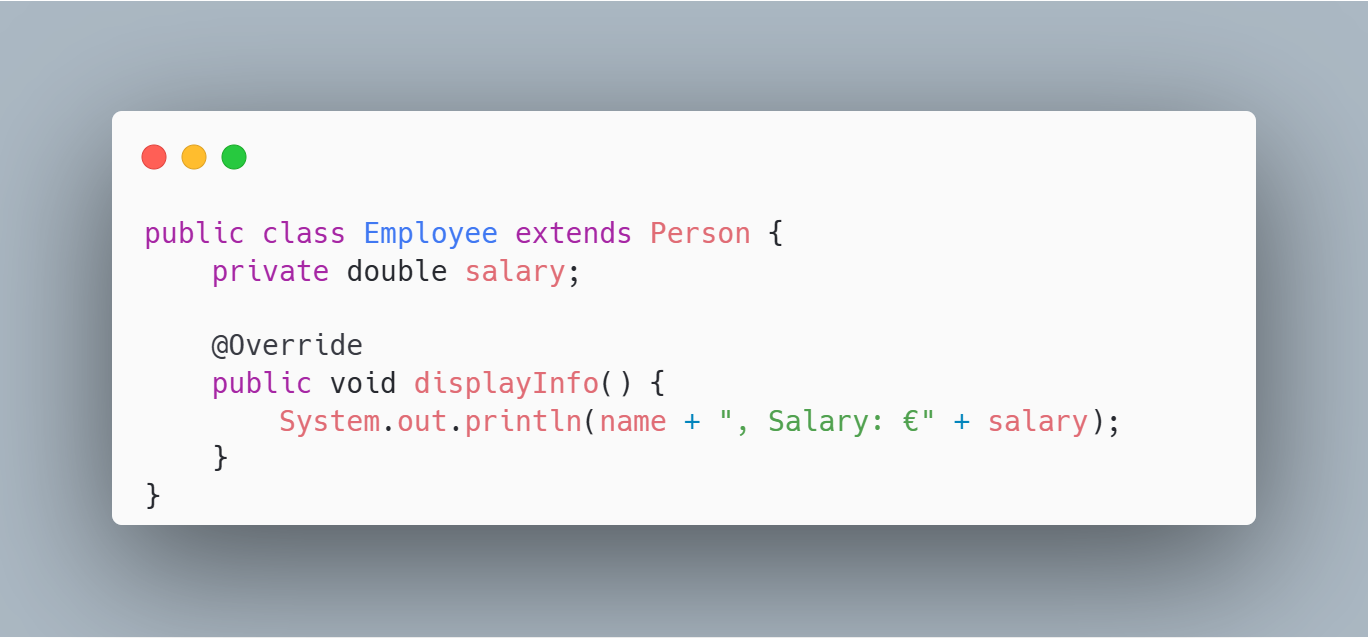 public class Employee extends Person {
    private double salary;

    @Override
    public void displayInfo() {
        System.out.println(name + ", Salary: €" + salary);
    }
}